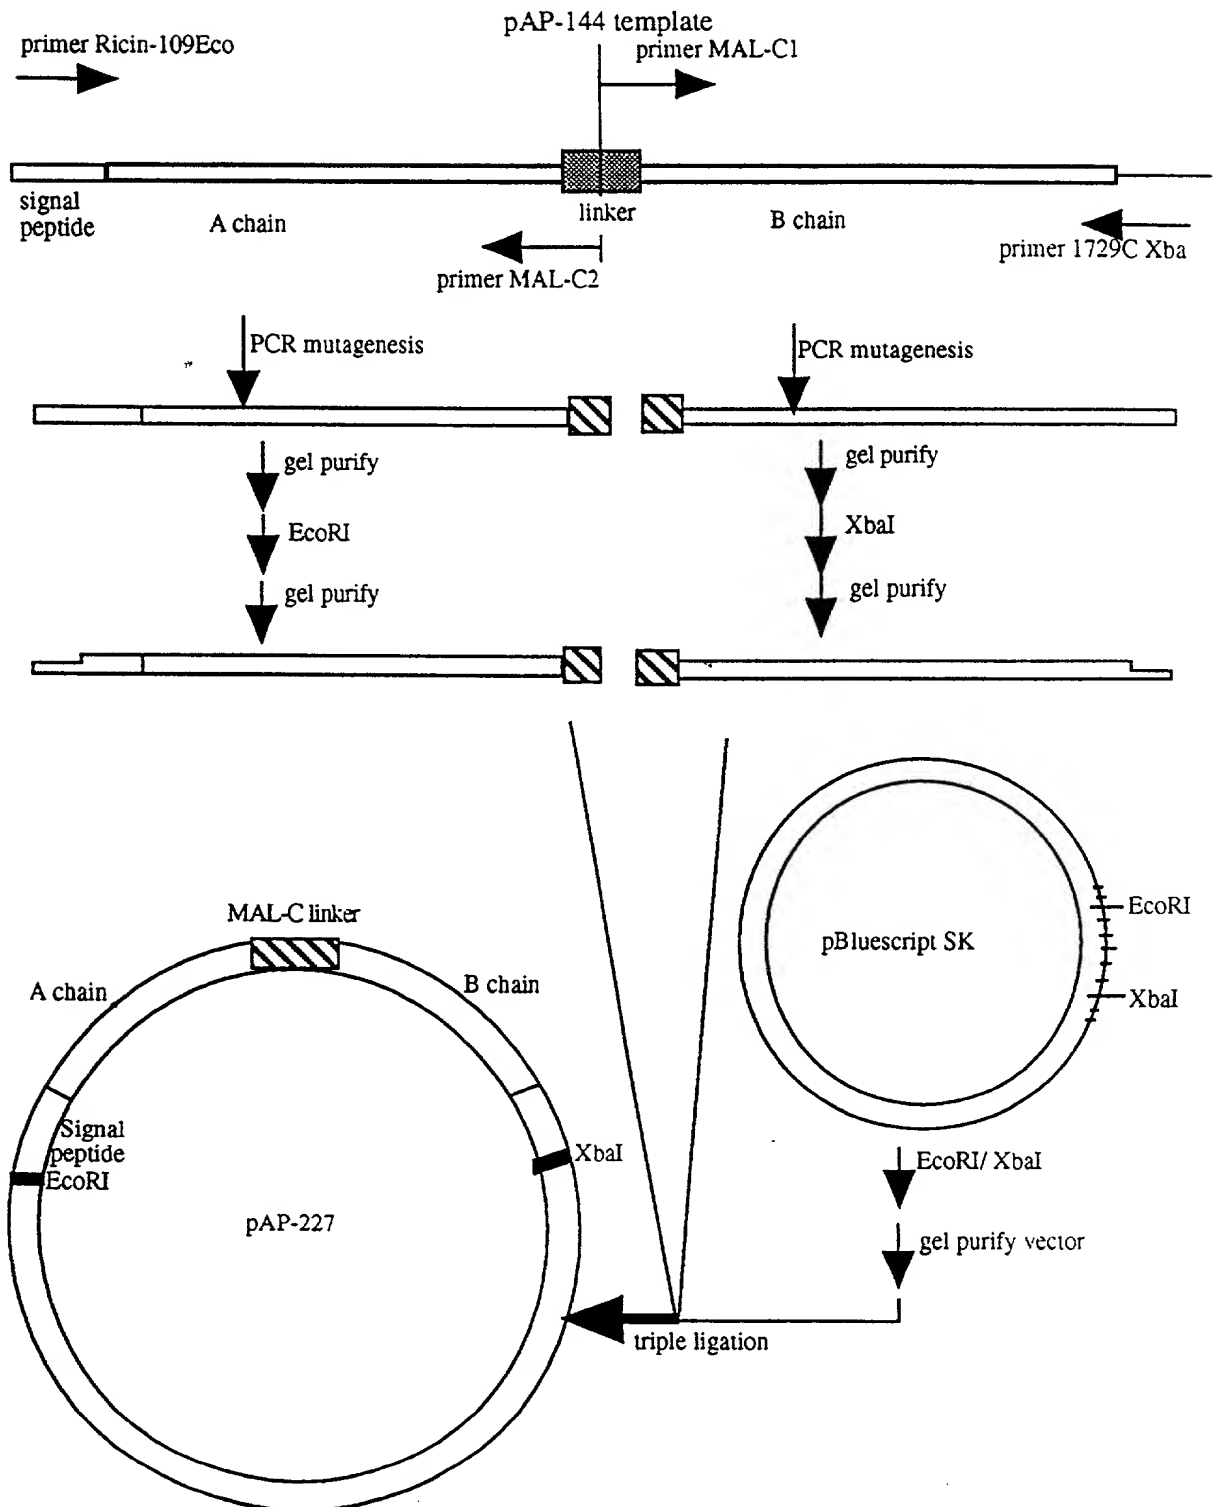 pAP-144 template
primer Ricin-109Eco
primer MAL-C1
signal
peptide
A chain
linker
B chain
primer MAL-C2
primer 1729C Xba
PCR mutagenesis
PCR mutagenesis
gel purify
gel purify
EcoRI
XbaI
gel purify
gel purify
MAL-C linker
A chain
B chain
pBluescript SK
EcoRI
XbaI
Signal
peptide
EcoRI
XbaI
pAP-227
EcoRI/ XbaI
gel purify vector
triple ligation